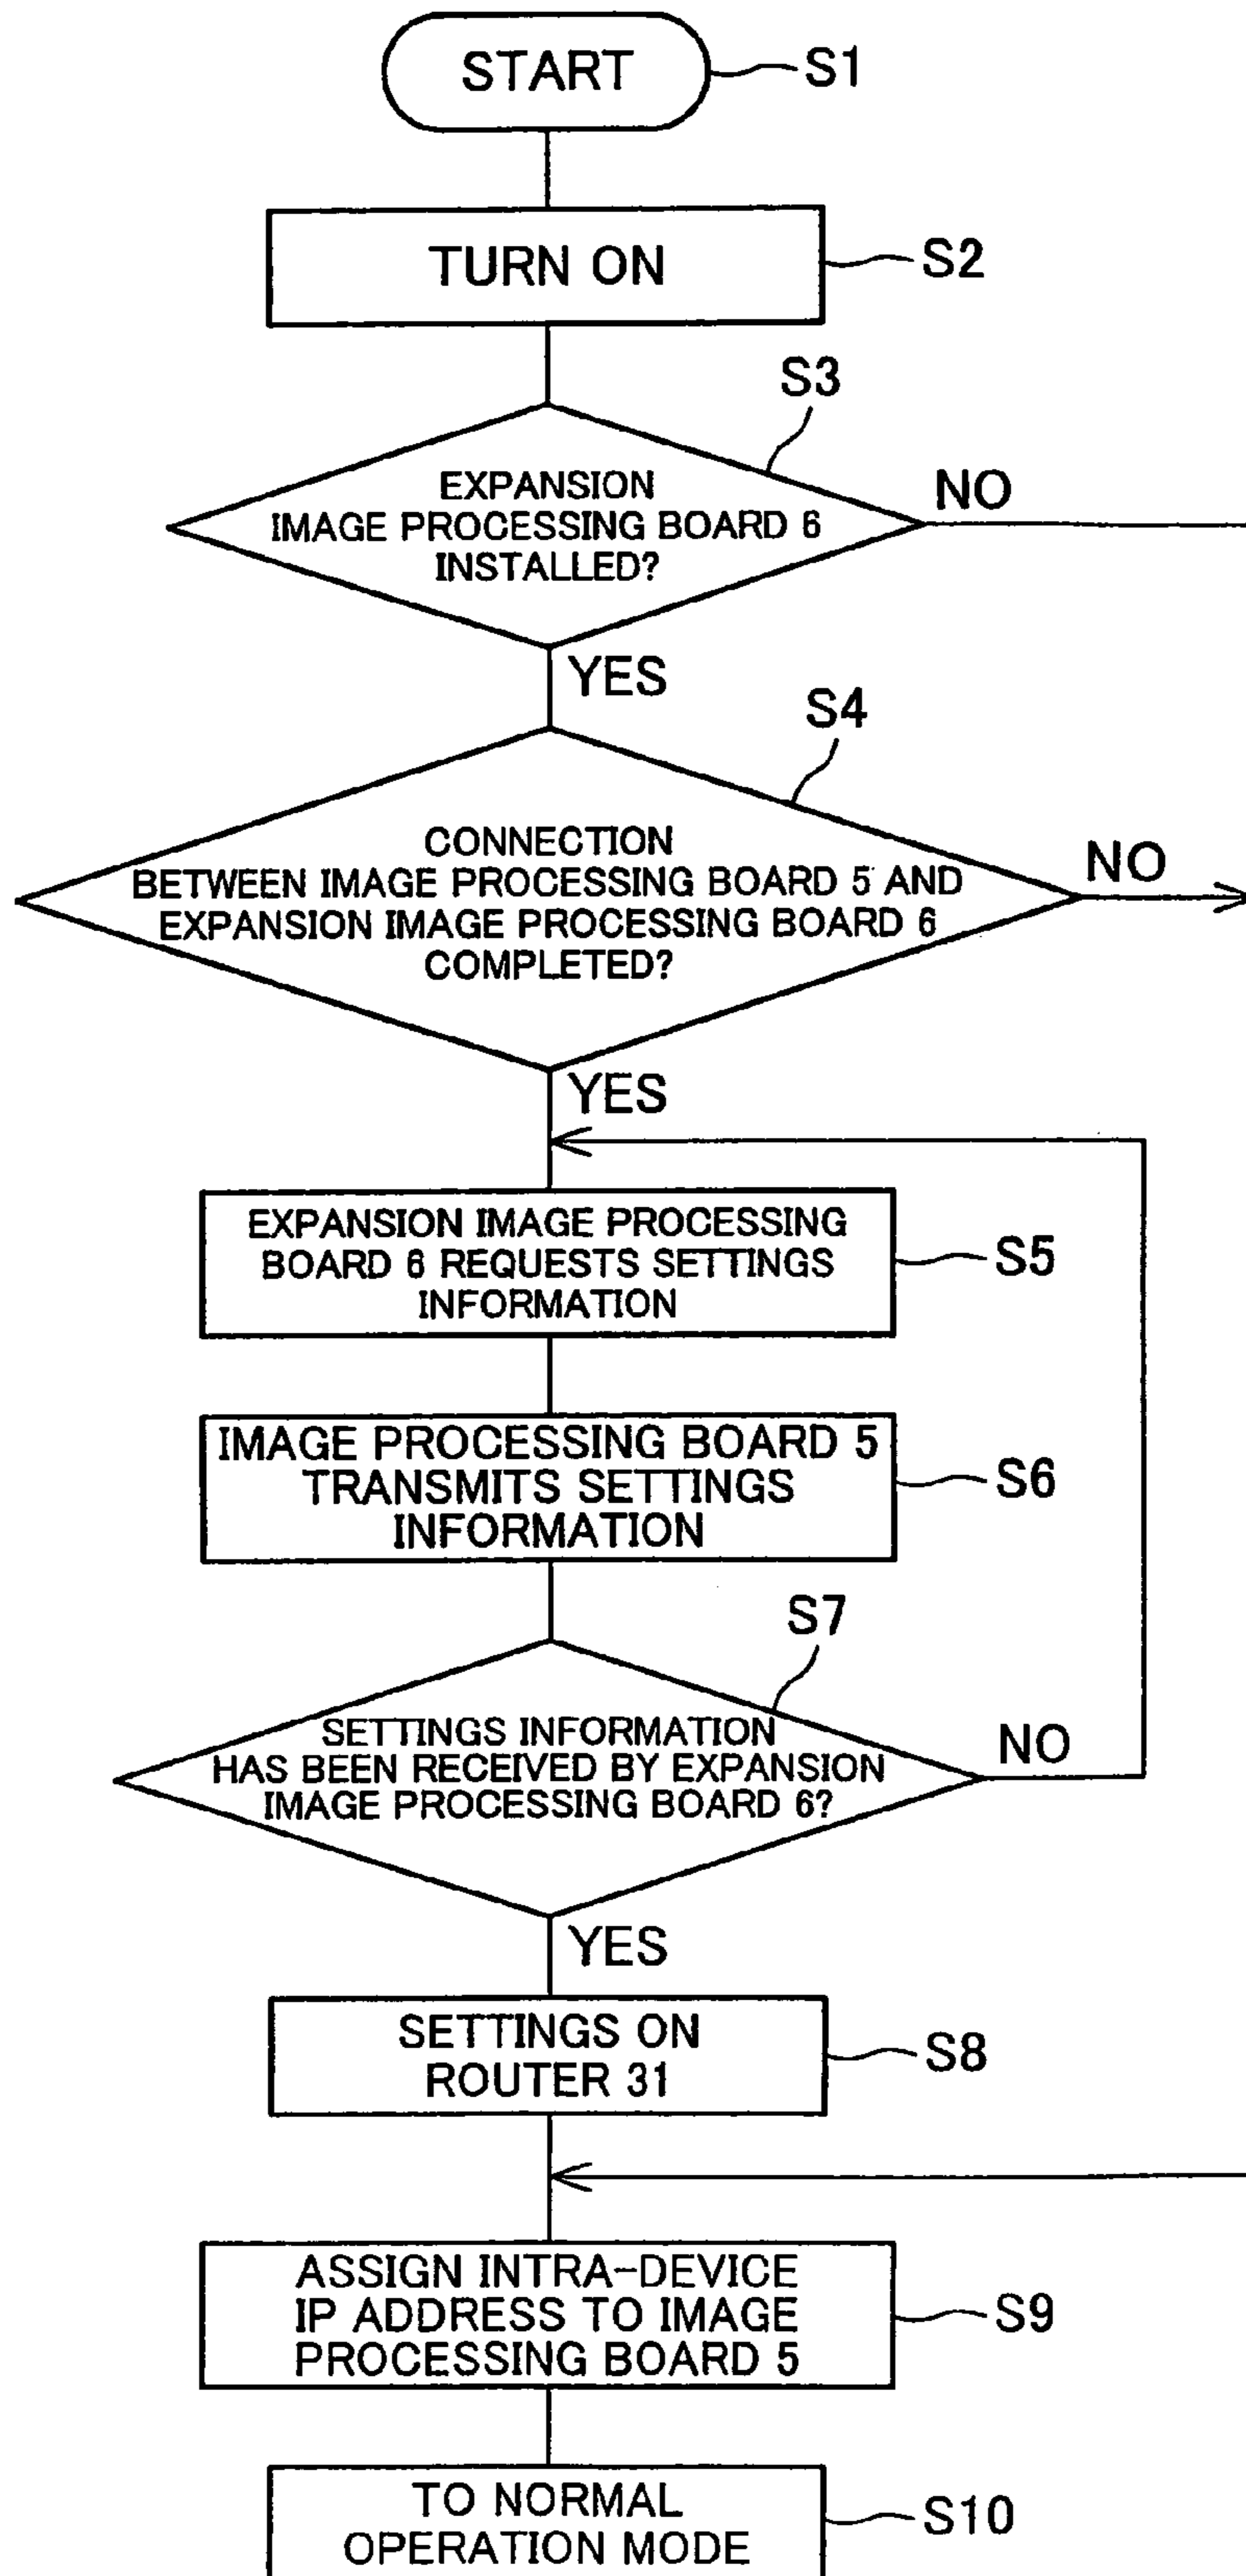 START
S1
TURN ON
S2
S3
EXPANSION
IMAGE PROCESSING BOARD 6
INSTALLED?
NO
YES
S4
CONNECTION
BETWEEN IMAGE PROCESSING BOARD 5 AND
EXPANSION IMAGE PROCESSING BOARD 6
COMPLETED?
NO
YES
EXPANSION IMAGE PROCESSING
BOARD 6 REQUESTS SETTINGS
INFORMATION
S5
IMAGE PROCESSING BOARD 5
TRANSMITS SETTINGS
INFORMATION
S6
S7
SETTINGS INFORMATION
HAS BEEN RECEIVED BY EXPANSION
IMAGE PROCESSING BOARD 6?
NO
YES
SETTINGS ON
ROUTER 31
S8
ASSIGN INTRA-DEVICE
IP ADDRESS TO IMAGE
PROCESSING BOARD 5
S9
TO NORMAL
OPERATION MODE
S10